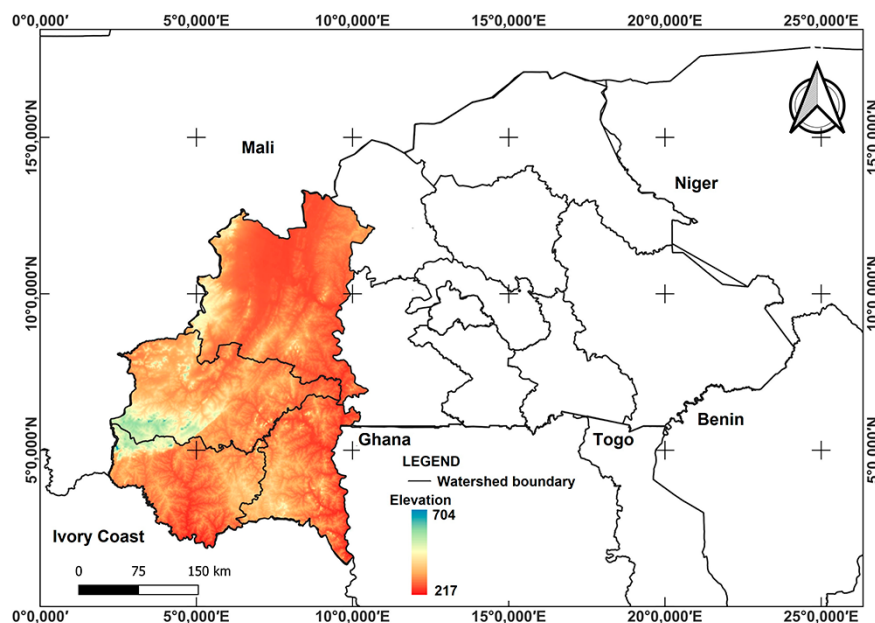 0°0,000'E 5°0,000'E 10°0,000'E 15°0,000'E 20°0,000'E 25°0,000'E
15°0,000'N 15°0,000'N
Mali
Niger
10°0,000'N 10°0,000'N
Ghana Togo Benin
5°0,000'N 5°0,000'N
LEGEND
Watershed boundary
Elevation
704
217
Ivory Coast
0 75 150 km
0°0,000'E 5°0,000'E 10°0,000'E 15°0,000'E 20°0,000'E 25°0,000'E